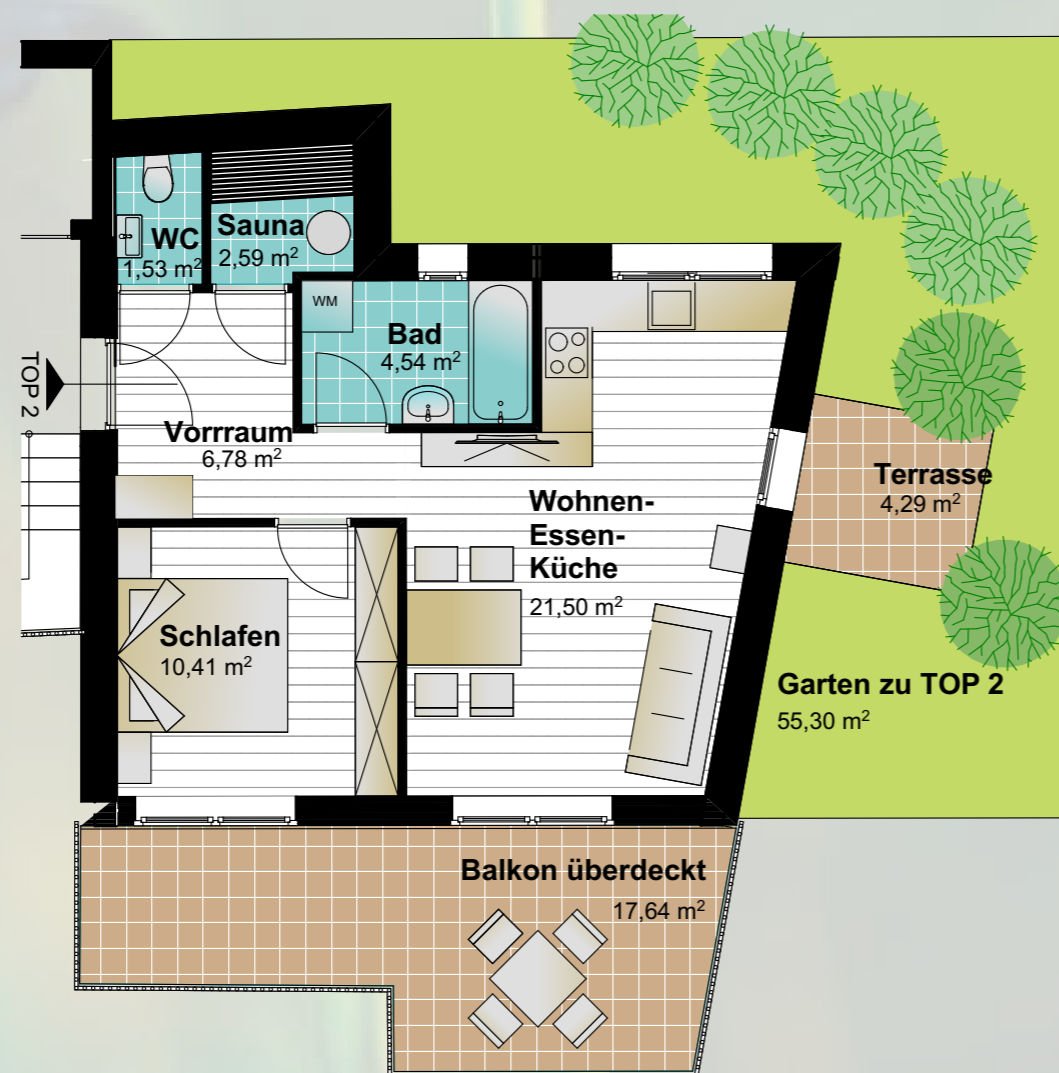 WC
1,53 m²
Sauna
2,59 m²
WM
Bad
4,54 m²
TOP 2
Vorrraum
6,78 m²
Terrasse
4,29 m²
Wohnen-
Essen-
Küche
21,50 m²
Schlafen
10,41 m²
Garten zu TOP 2
55,30 m²
Balkon überdeckt
17,64 m²